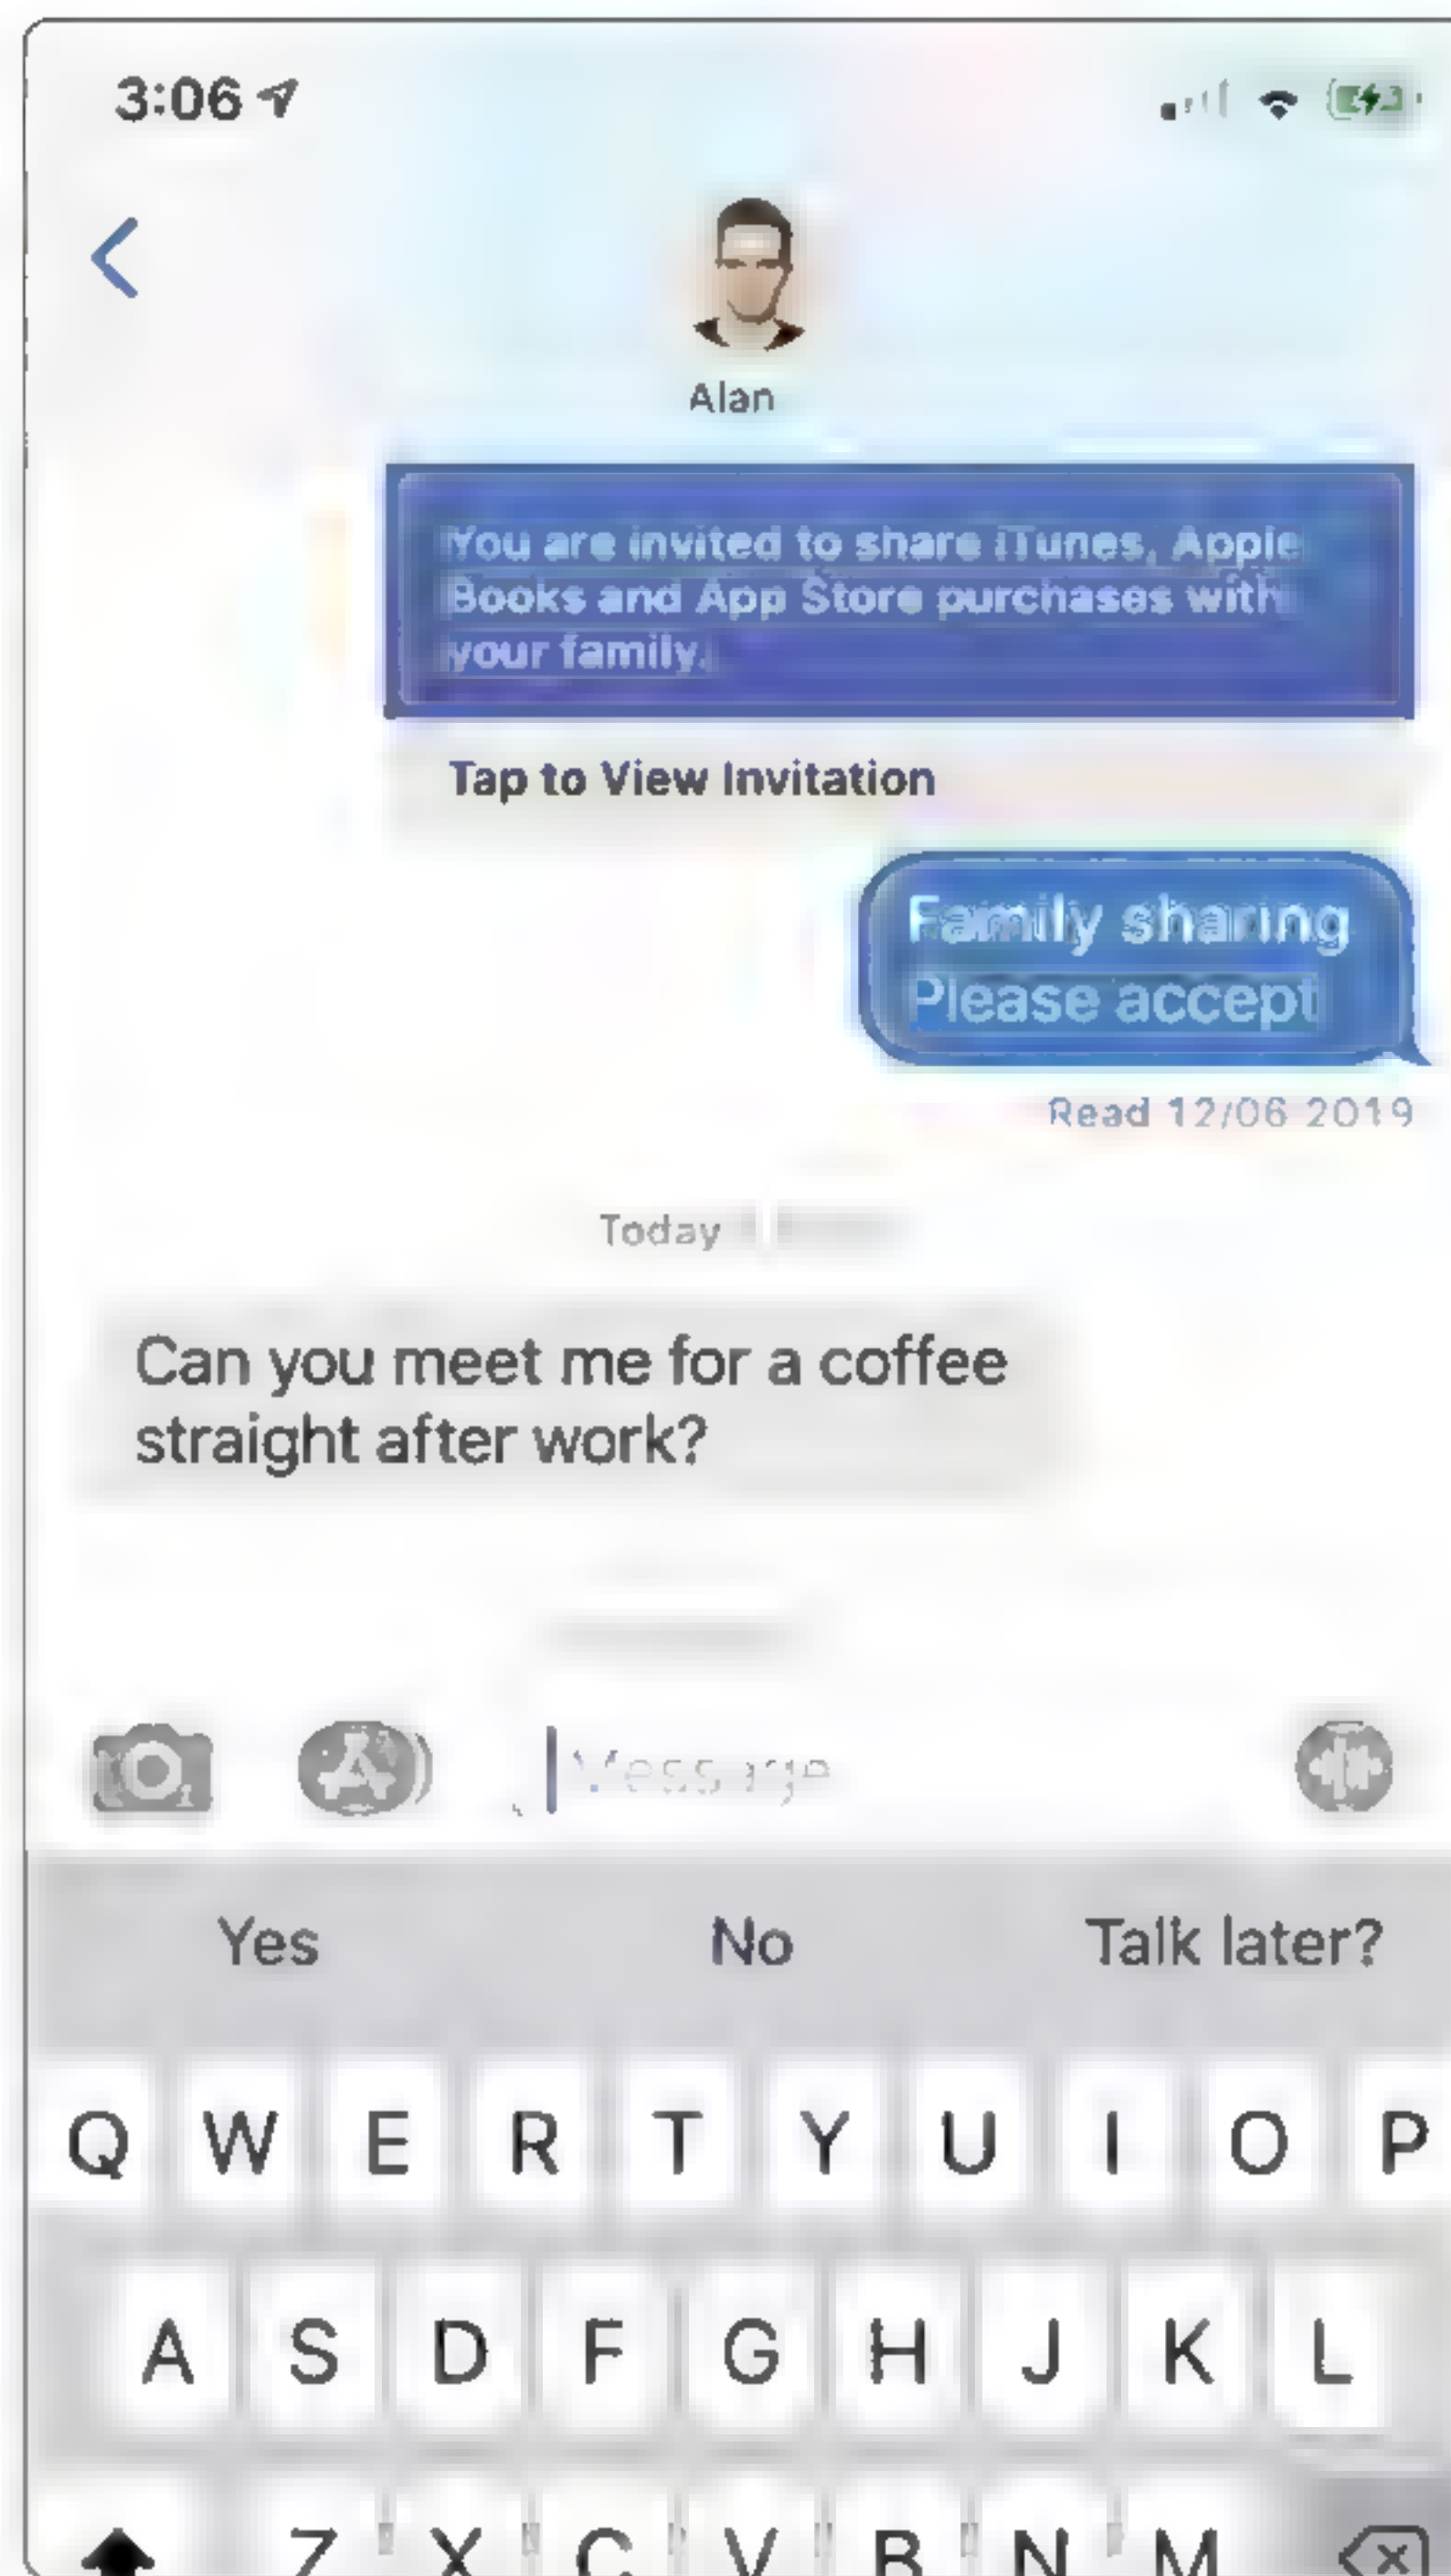 3:06
Alan
You are invited to share iTunes, Apple
Books and App Store purchases with
your family.
Tap to View Invitation
Family sharing
Please accept
Read 12/06 2019
Today
Can you meet me for a coffee
straight after work?
Message
Yes No Talk later?
Q W E R T Y U I O P
A S D F G H J K L
Z X C V B N M